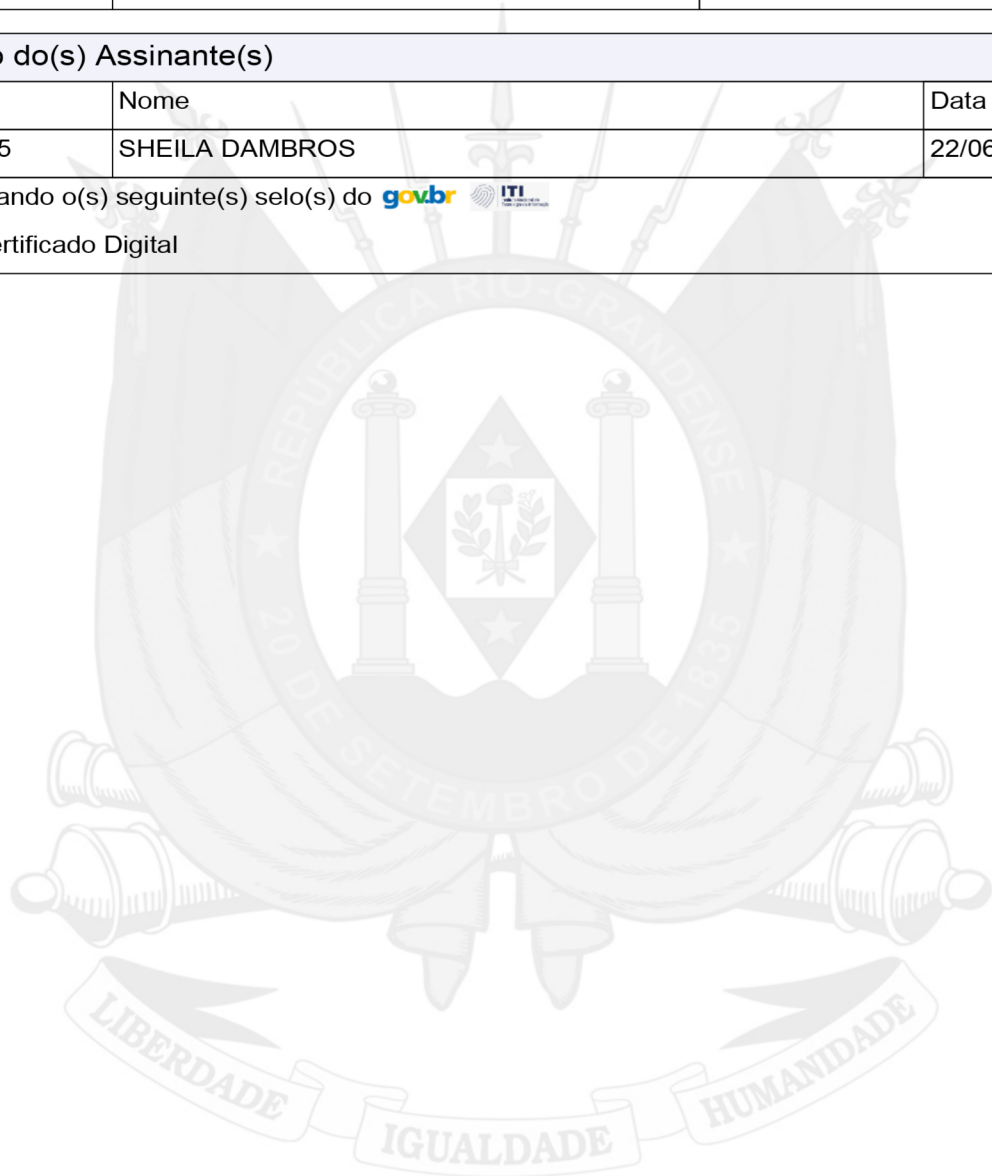 o do(s) Assinante(s)
Nome
Data
5
SHEILA DAMBROS
22/06
ando o(s) seguinte(s) selo(s) do gov.br ITI
ertificado Digital
REPÚBLICA RIO-GRANDENSE
20 DE SETEMBRO DE 1835
LIBERDADE
IGUALDADE
HUMANIDADE